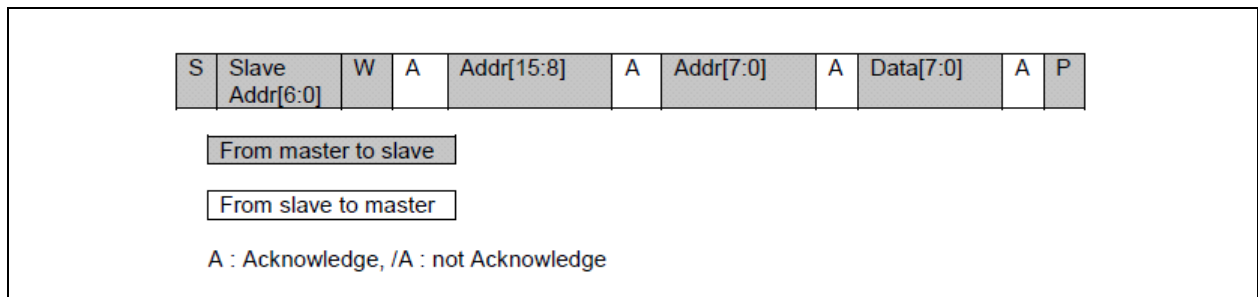 S Slave W A Addr[15:8] A Addr[7:0] A Data[7:0] A P
Addr[6:0]
From master to slave
From slave to master
A : Acknowledge, /A : not Acknowledge